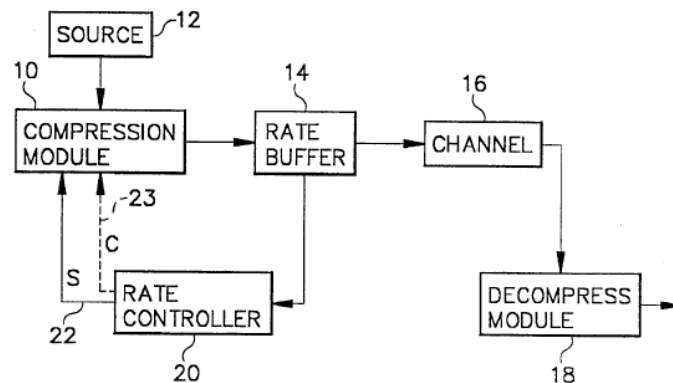 12
SOURCE
10
14
16
COMPRESSION
MODULE
RATE
BUFFER
CHANNEL
23
C
S
22
RATE
CONTROLLER
20
DECOMPRESS
MODULE
18